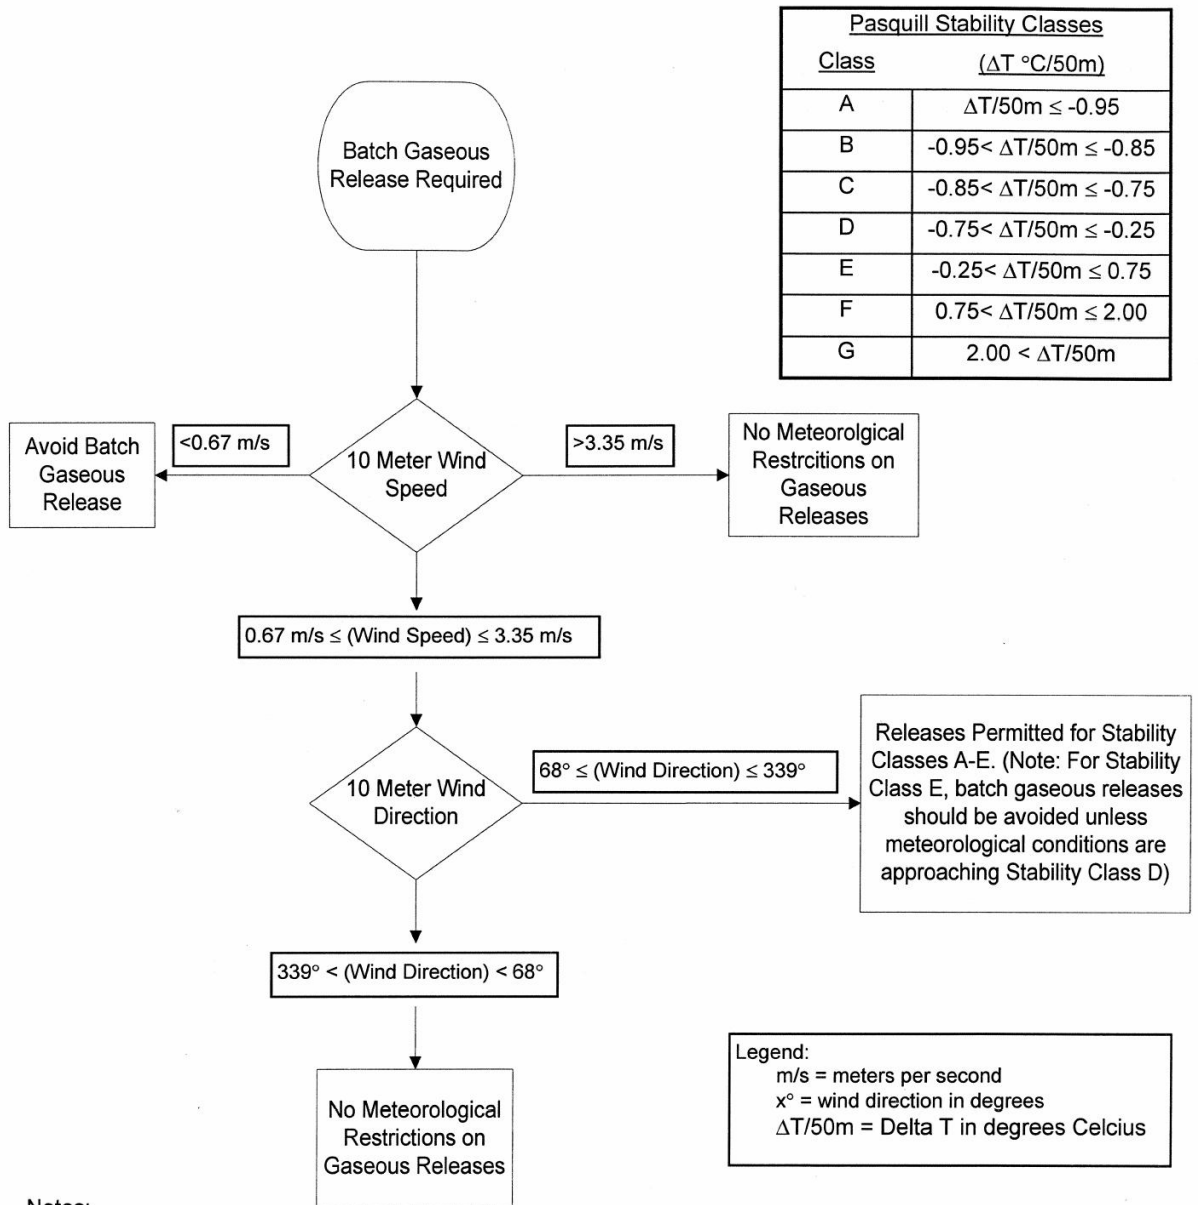 Pasquill Stability Classes
Class (ΔT °C/50m)
A ΔT/50m ≤ -0.95
B -0.95< ΔT/50m ≤ -0.85
C -0.85< ΔT/50m ≤ -0.75
D -0.75< ΔT/50m ≤ -0.25
E -0.25< ΔT/50m ≤ 0.75
F 0.75< ΔT/50m ≤ 2.00
G 2.00 < ΔT/50m
Batch Gaseous
Release Required
Avoid Batch
Gaseous
Release
<0.67 m/s
10 Meter Wind
Speed
>3.35 m/s
No Meteorolgical
Restrcitions on
Gaseous
Releases
0.67 m/s ≤ (Wind Speed) ≤ 3.35 m/s
10 Meter Wind
Direction
68° ≤ (Wind Direction) ≤ 339°
Releases Permitted for Stability
Classes A-E. (Note: For Stability
Class E, batch gaseous releases
should be avoided unless
meteorological conditions are
approaching Stability Class D)
339° < (Wind Direction) < 68°
No Meteorological
Restrictions on
Gaseous Releases
Legend:
m/s = meters per second
x° = wind direction in degrees
ΔT/50m = Delta T in degrees Celcius
Notes: